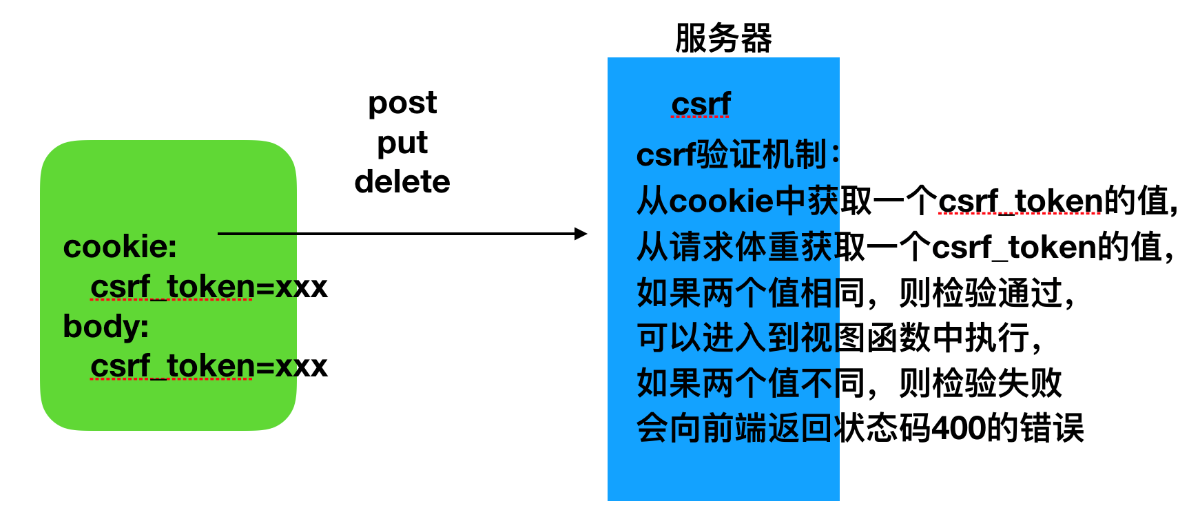 服务器
post
put
delete
cookie:
csrf_token=xxx
body:
csrf_token=xxx
csrf
csrf验证机制：
从cookie中获取一个csrf_token的值，
从请求体重获取一个csrf_token的值，
如果两个值相同，则检验通过，
可以进入到视图函数中执行，
如果两个值不同，则检验失败
会向前端返回状态码400的错误